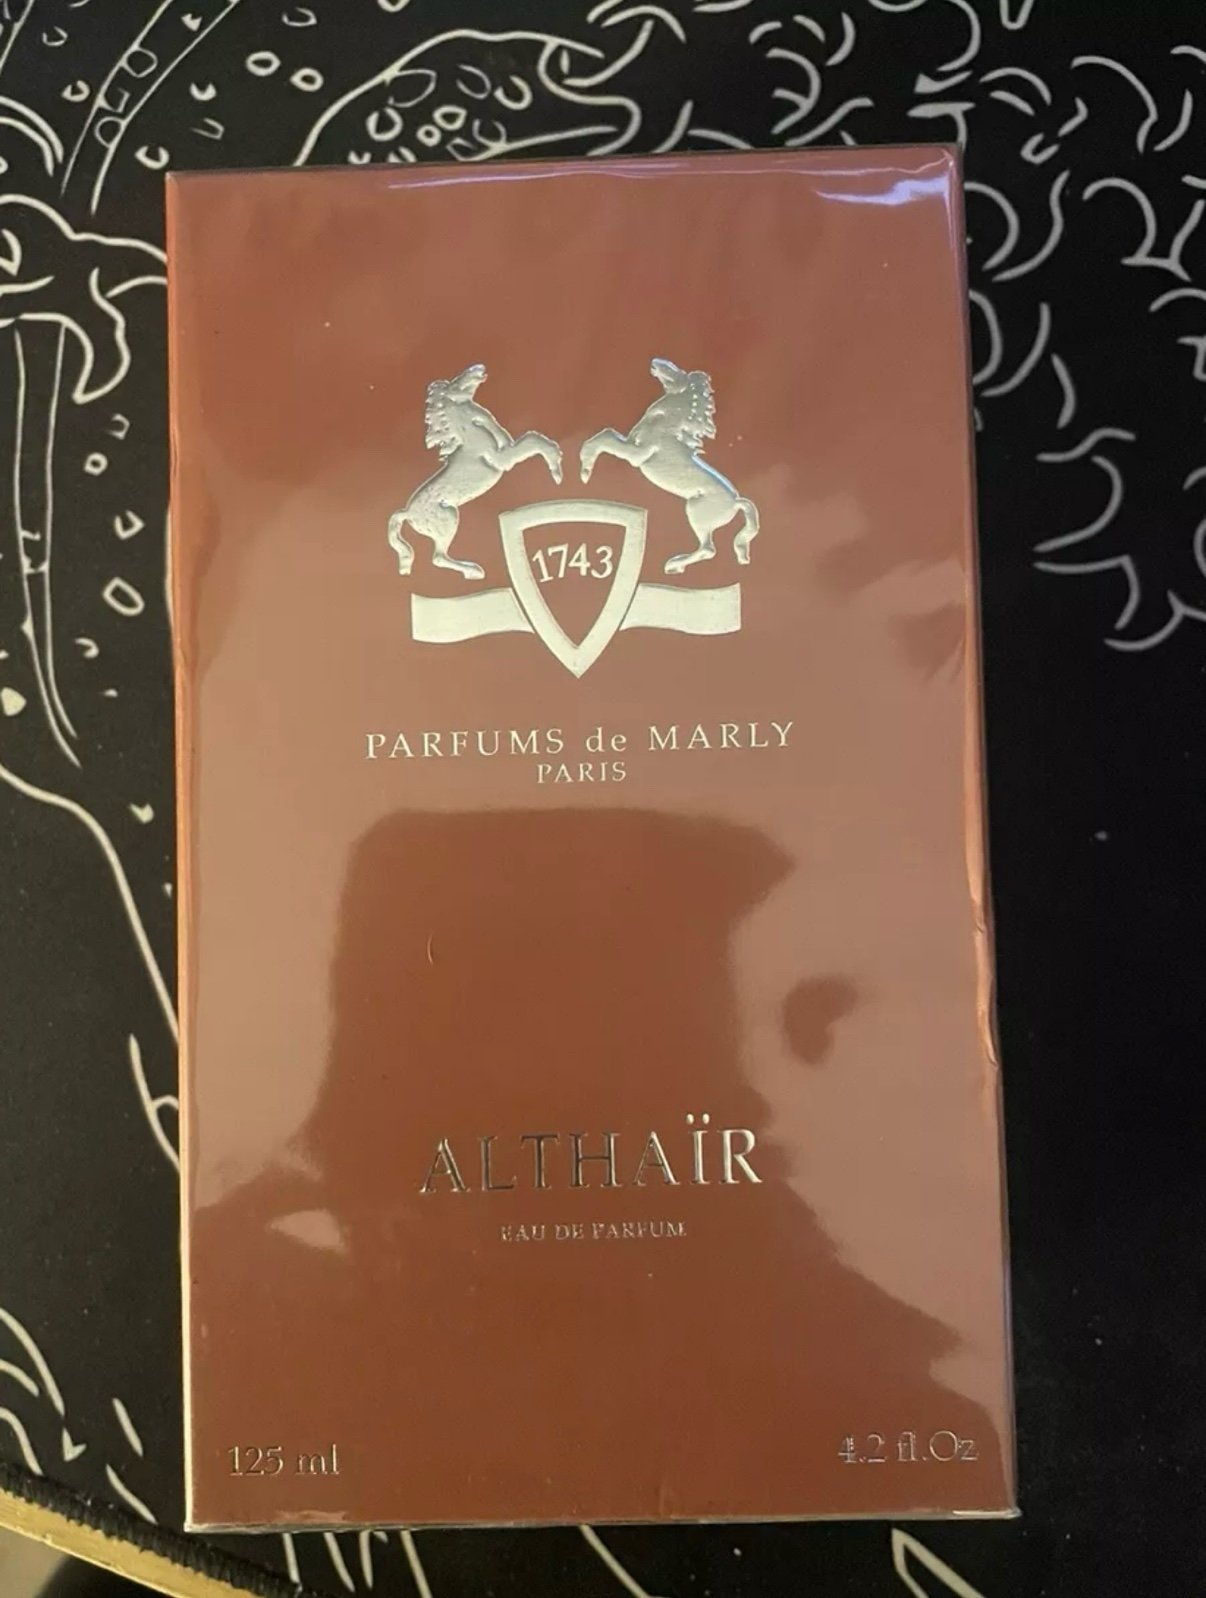 1743
PARFUMS de MARLY
PARIS
ALTHAÏR
EAU DE PARFUM
125 ml
4.2 fl.Oz